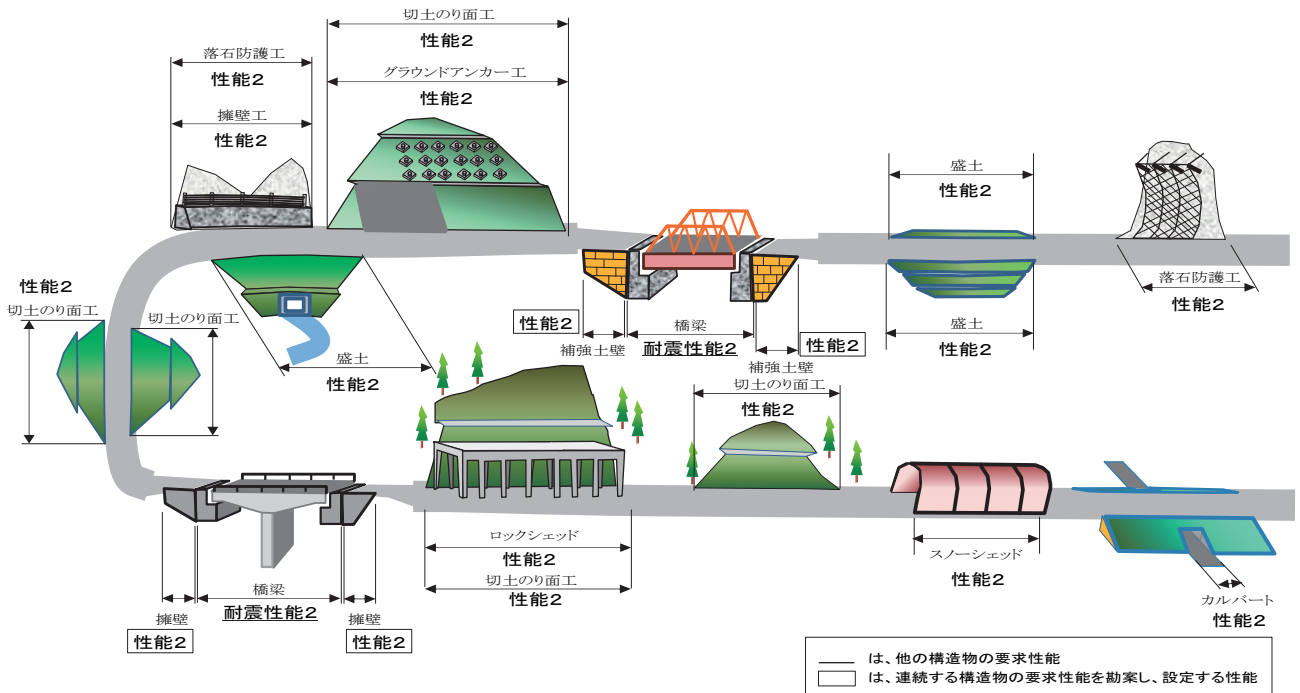 切土のり面工
性能2
落石防護工
性能2
グラウンドアンカー工
性能2
擁壁工
性能2
盛土
性能2
落石防護工
性能2
性能2
切土のり面工
切土のり面工
性能2
盛土
性能2
性能2
補強土壁
橋梁
耐震性能2
性能2
補強土壁
盛土
性能2
切土のり面工
性能2
ロックシェッド
性能2
切土のり面工
性能2
スノーシェッド
性能2
カルバート
性能2
擁壁
性能2
橋梁
耐震性能2
擁壁
性能2
は、他の構造物の要求性能
は、連続する構造物の要求性能を勘案し、設定する性能